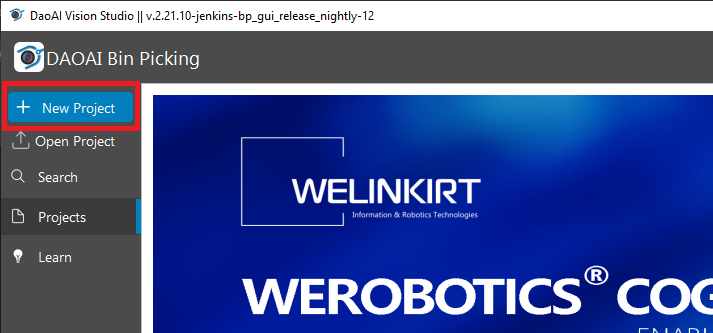 DaoAI Vision Studio || v.2.21.10-jenkins-bp_gui_release_nightly-12
DAOAI Bin Picking
New Project
Open Project
Search
Projects
Learn
WELINKIRT
Information & Robotics Technologies
WEROBOTICS® COG
ENABLI